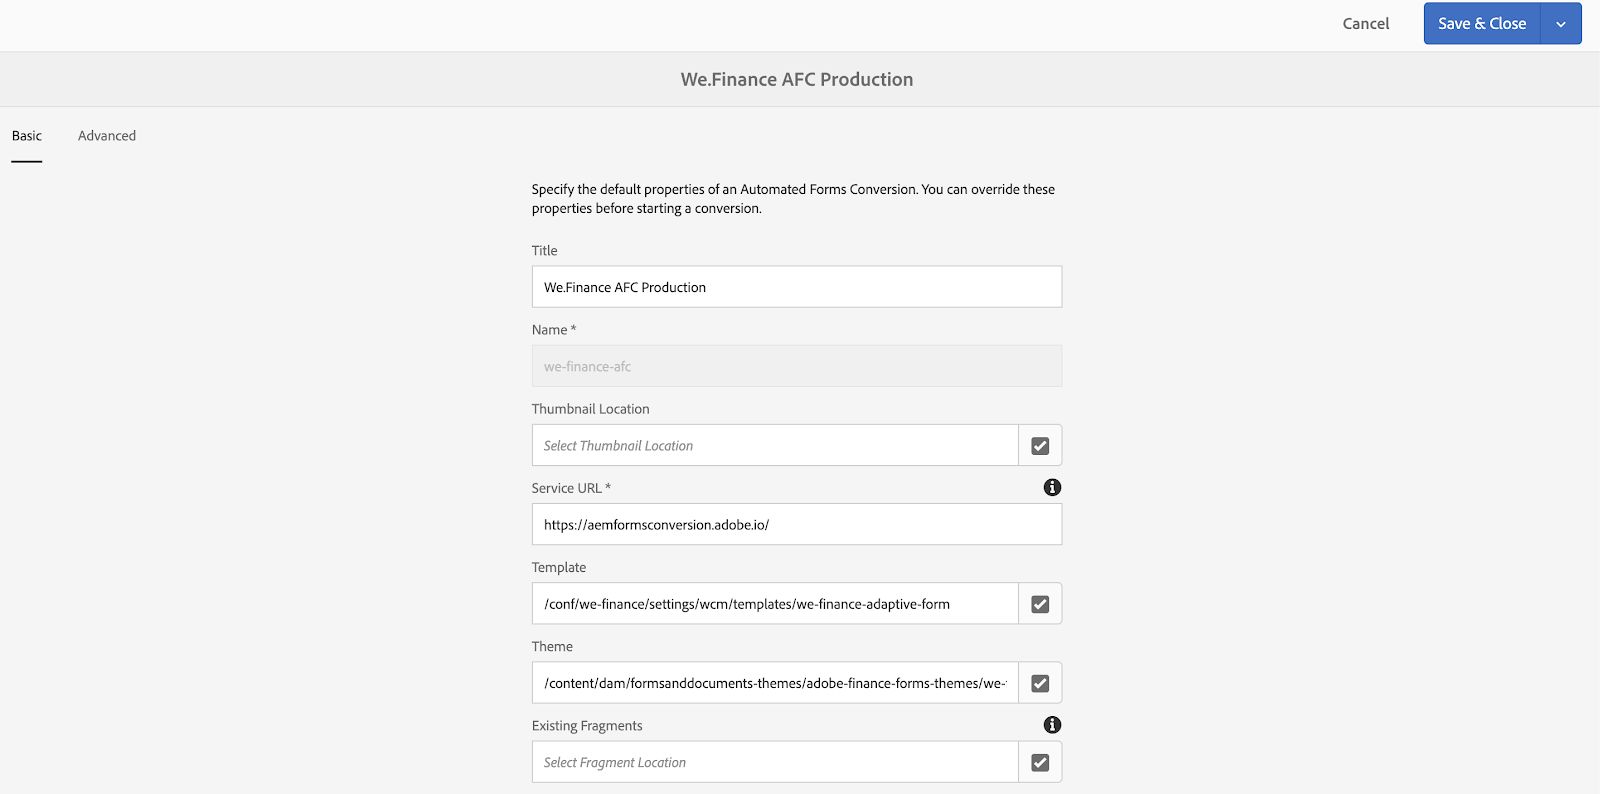 Cancel
Save & Close
We.Finance AFC Production
Basic
Advanced
Specify the default properties of an Automated Forms Conversion. You can override these
properties before starting a conversion.
Title
We.Finance AFC Production
Name *
we-finance-afc
Thumbnail Location
Select Thumbnail Location
Service URL *
https://aemformsconversion.adobe.io/
Template
/conf/we-finance/settings/wcm/templates/we-finance-adaptive-form
Theme
/content/dam/formsanddocuments-themes/adobe-finance-forms-themes/we-
Existing Fragments
Select Fragment Location